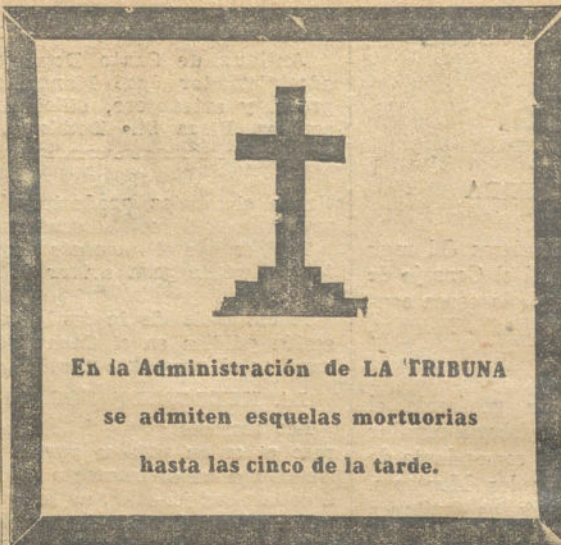 En la Administración de LA TRIBUNA
se admiten esquelas mortuorias
hasta las cinco de la tarde.